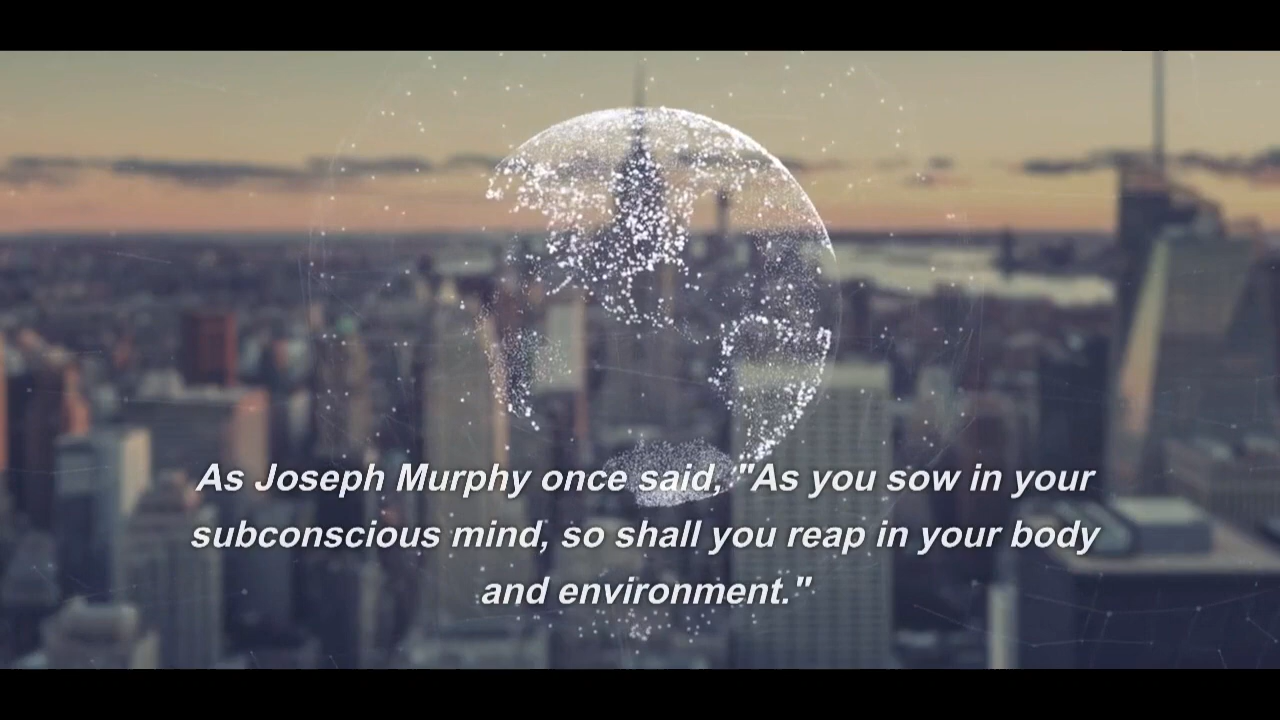 As Joseph Murphy once said, "As you sow in your
subconscious mind, so shall you reap in your body
and environment."